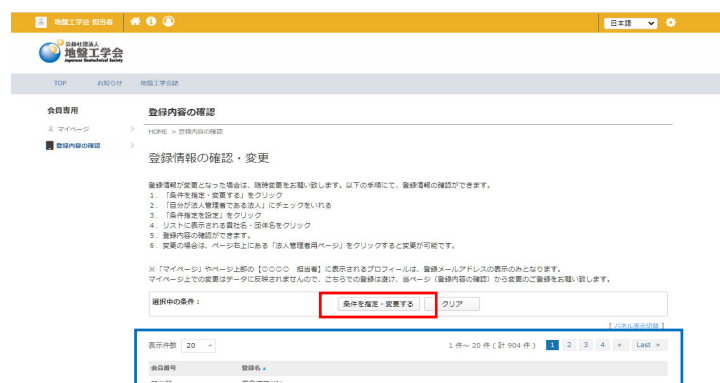 地盤工学会 担当者
日本語
公益社団法人
地盤工学会
Japanese Geotechnical Society
TOP お知らせ 地盤工学会誌
会員専用
マイページ
登録内容の確認
登録内容の確認
HOME > 登録内容の確認
登録情報の確認・変更
登録情報が変更となった場合は、随時変更をお願い致します。以下の手順にて、登録情報の確認ができます。
1. 「条件を指定・変更する」をクリック
2. 「自分が法人管理者である法人」にチェックをいれる
3. 「条件指定を設定」をクリック
4. リストに表示される貴社名・団体名をクリック
5. 登録内容の確認ができます。
6. 変更の場合は、ページ右上にある「法人管理者用ページ」をクリックすると変更が可能です。
※「マイページ」やページ上部の【○○○○ 担当者】に表示されるプロフィールは、登録メールアドレスの表示のみとなります。
マイページ上での変更はデータに反映されませんので、こちらでの登録は避け、当ページ（登録内容の確認）から変更のご登録をお願い致します。
選択中の条件：
条件を指定・変更する クリア
[ パネル表示切替 ]
表示件数 20
1 件～ 20 件 ( 計 904 件 ) 1 2 3 4 » Last »
会員番号 登録名 ▲